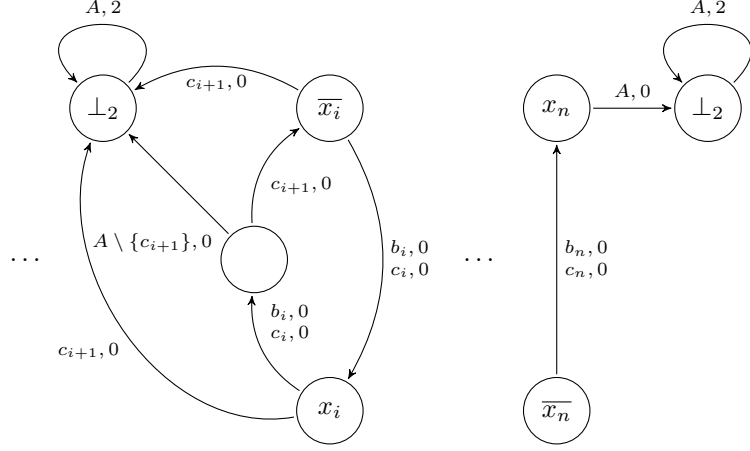 A, 2
A, 2
c_{i+1}, 0
⊥_2
\overline{x_i}
x_n
A, 0
⊥_2
c_{i+1}, 0
A \ {c_{i+1}}, 0
b_i, 0
c_i, 0
b_n, 0
c_n, 0
...
...
b_i, 0
c_i, 0
c_{i+1}, 0
x_i
\overline{x_n}